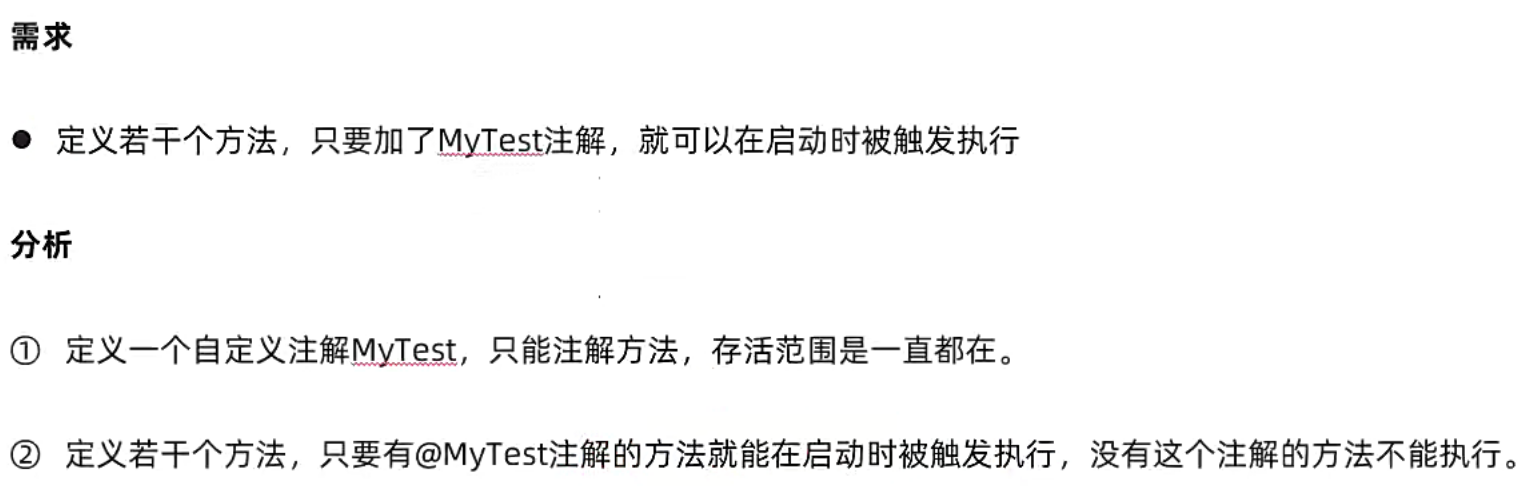 需求
● 定义若干个方法，只要加了MyTest注解，就可以在启动时被触发执行
分析
① 定义一个自定义注解MyTest，只能注解方法，存活范围是一直都在。
② 定义若干个方法，只要有@MyTest注解的方法就能在启动时被触发执行，没有这个注解的方法不能执行。